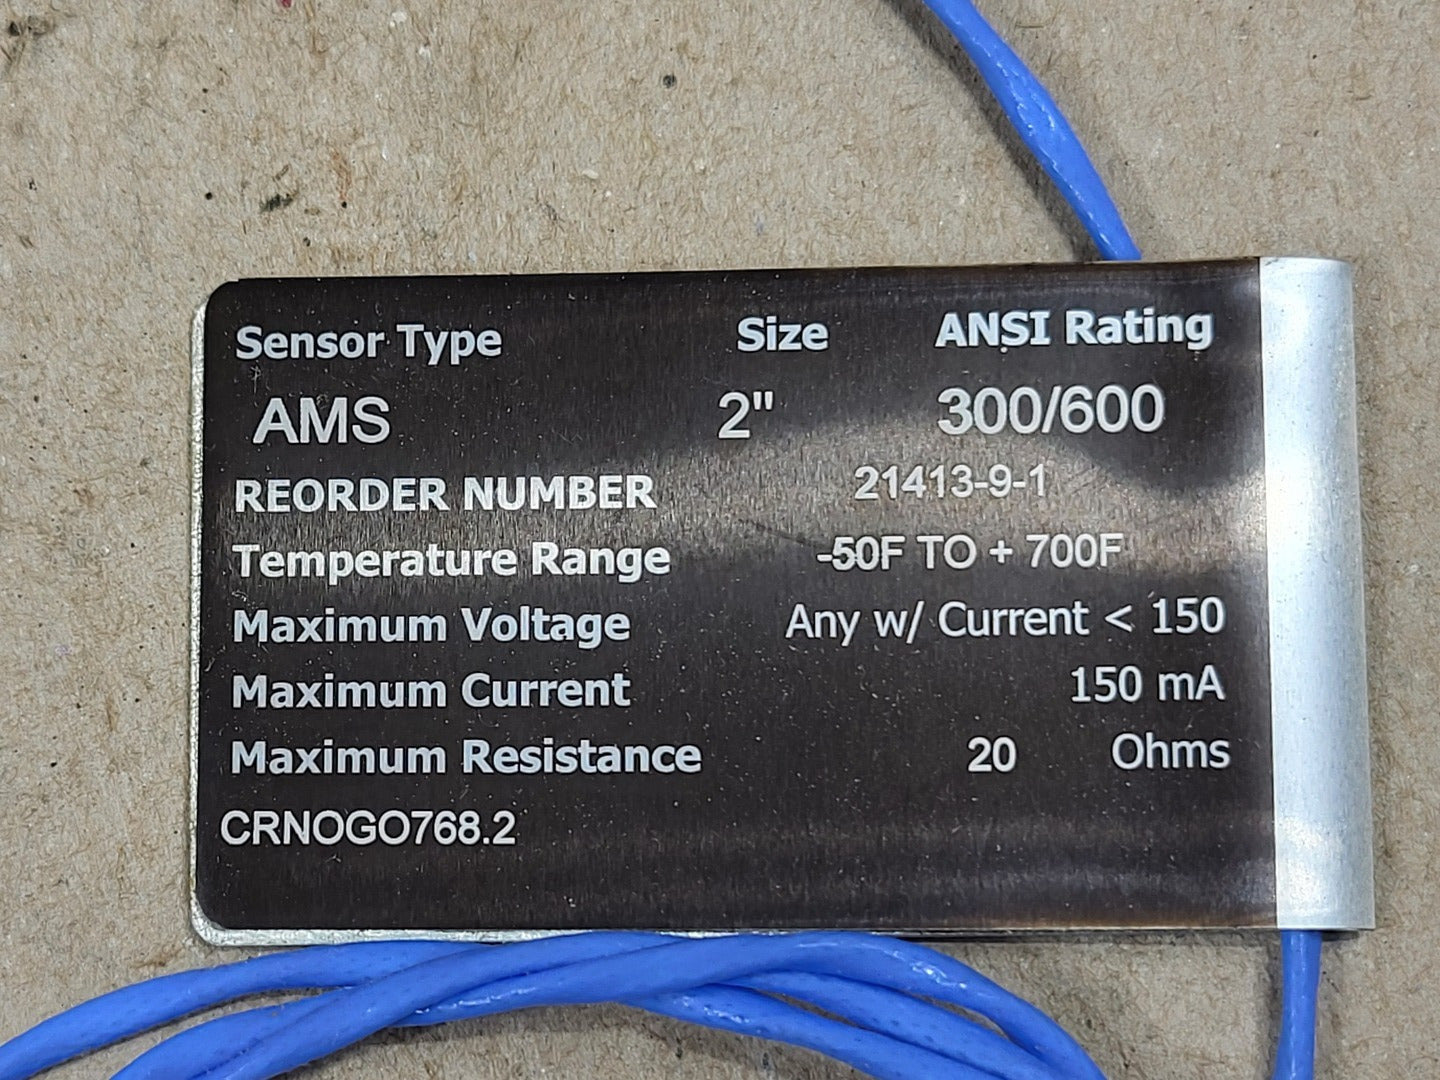 Sensor Type Size ANSI Rating
AMS 2" 300/600
REORDER NUMBER 21413-9-1
Temperature Range -50F TO + 700F
Maximum Voltage Any w/ Current < 150
Maximum Current 150 mA
Maximum Resistance 20 Ohms
CRNOGO768.2